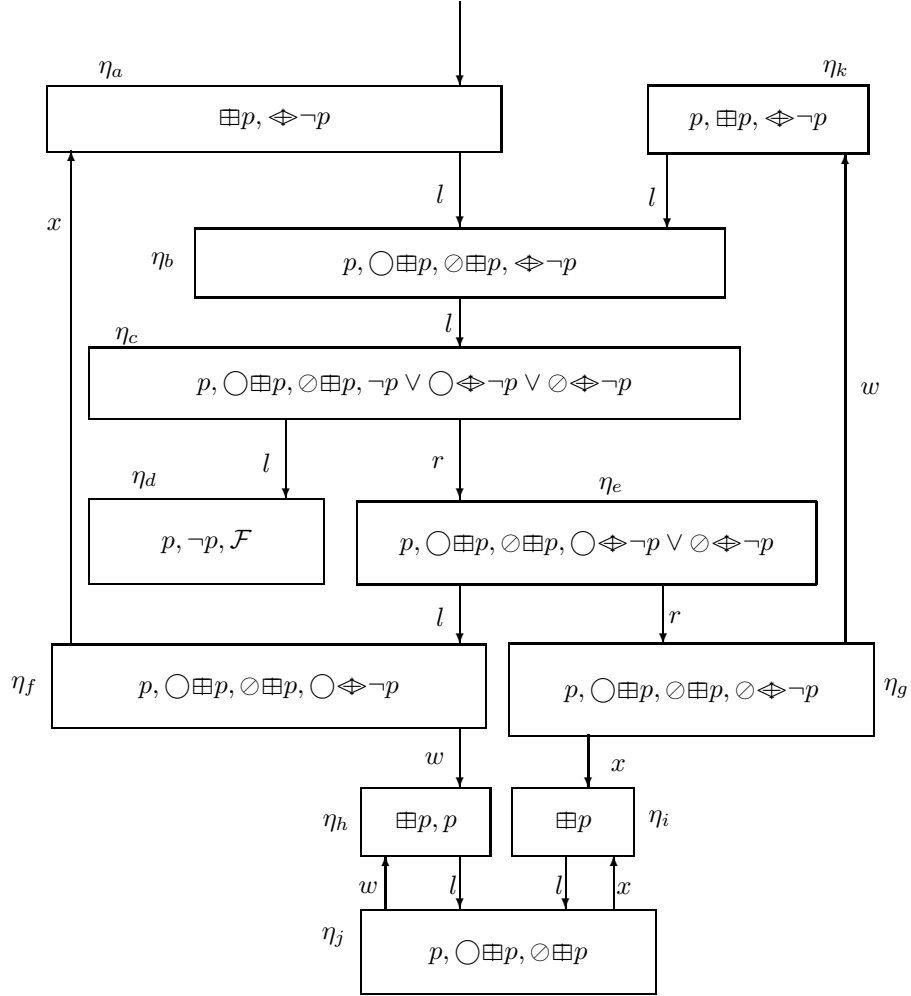 η_a
η_k
⊞p, ⟴¬p
p, ⊞p, ⟴¬p
l
l
x
η_b
p, ◯⊞p, ⊘⊞p, ⟴¬p
l
η_c
p, ◯⊞p, ⊘⊞p, ¬p ∨ ◯⟴¬p ∨ ⊘⟴¬p
w
l
r
η_d
η_e
p, ¬p, ℱ
p, ◯⊞p, ⊘⊞p, ◯⟴¬p ∨ ⊘⟴¬p
l
r
η_f
p, ◯⊞p, ⊘⊞p, ◯⟴¬p
p, ◯⊞p, ⊘⊞p, ⊘⟴¬p
η_g
w
x
η_h
⊞p, p
⊞p
η_i
w
l
l
x
η_j
p, ◯⊞p, ⊘⊞p